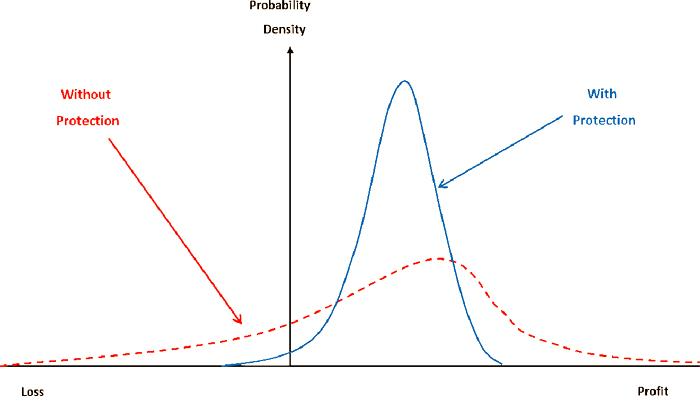 Probability
Density
Without
Protection
With
Protection
Loss
Profit